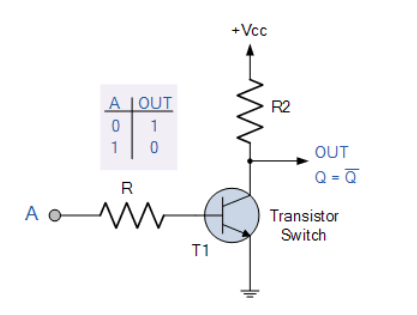 +Vcc
A OUT
0 1
1 0
R2
OUT
Q = Q̅
R
A
Transistor
Switch
T1